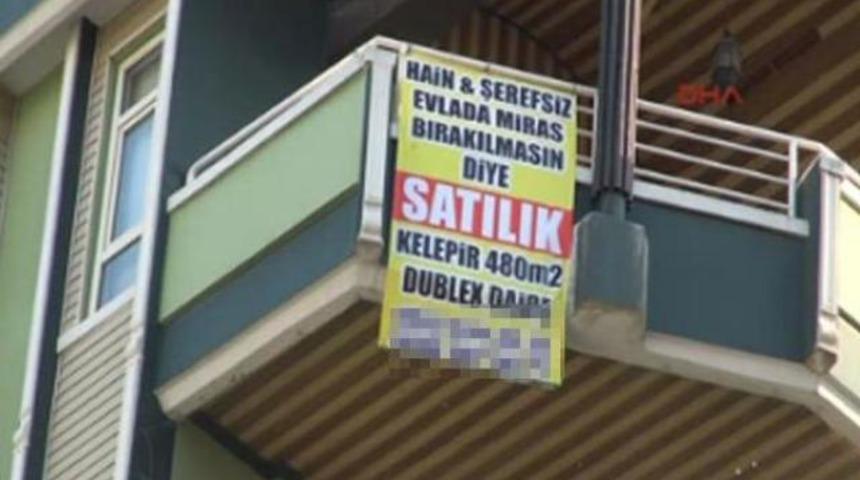 HAİN & ŞEREFSİZ
EVLADA MİRAS
BIRAKILMASIN
DİYE
SATILIK
KELEPİR 480m2
DUBLEX DAİRE
DHA